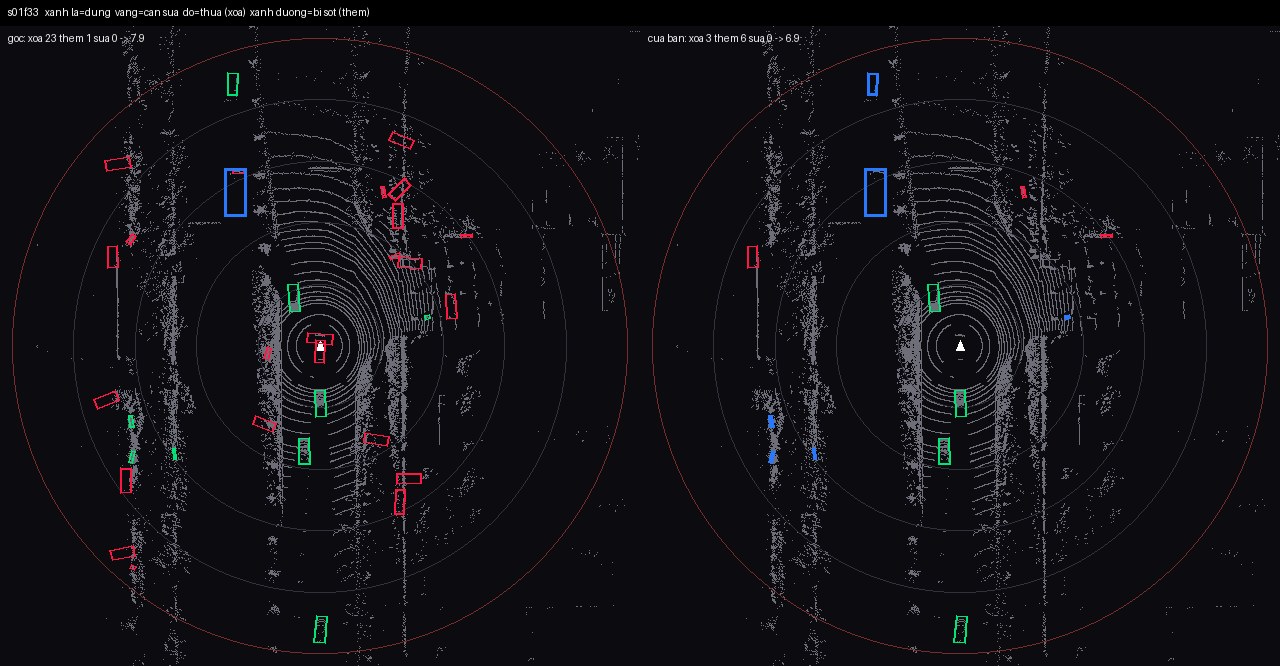 s01f33 xanh la=dung vang=can sua do=thua (xoa) xanh duong=bi sot (them)
goc: xoa 23 them 1 sua 0 -> 7.9
cua ban: xoa 3 them 6 sua 0 -> 6.9